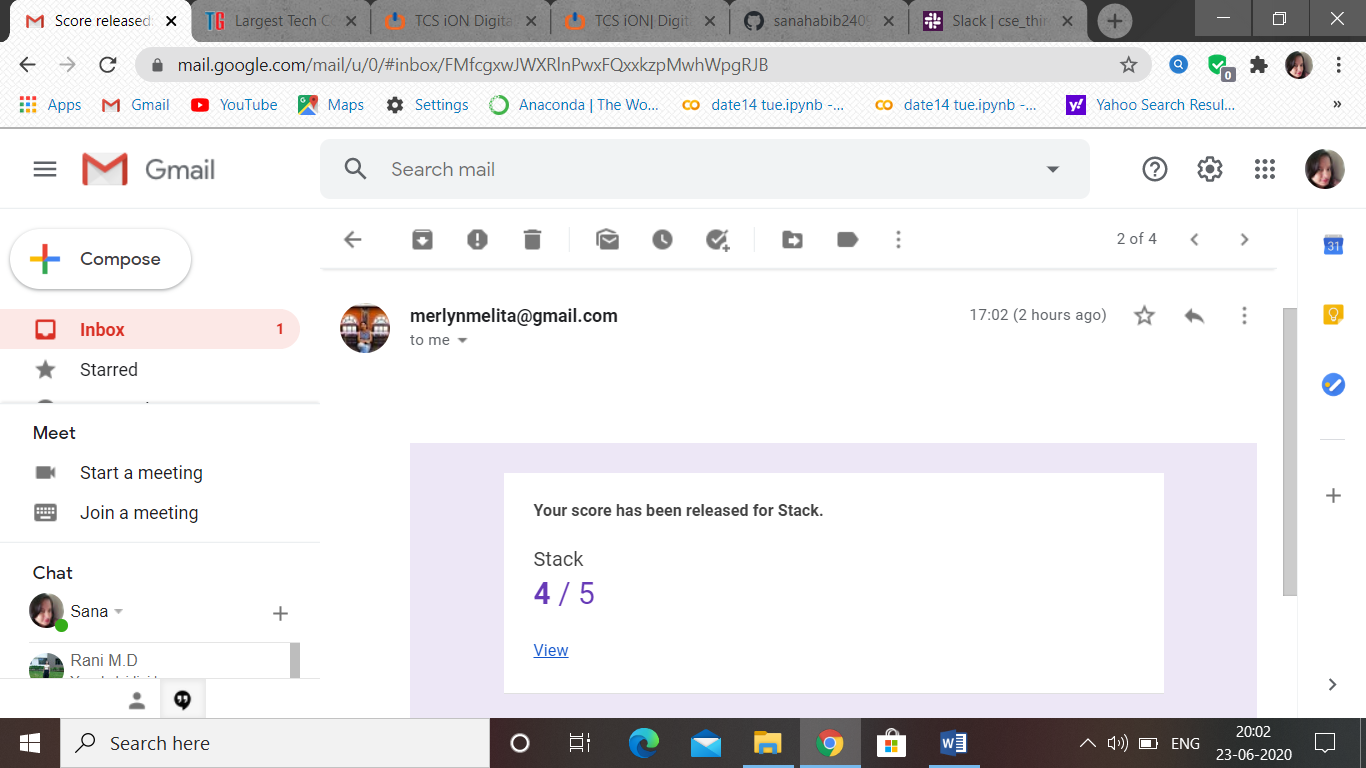 Score released:
Largest Tech C
TCS iON Digita
TCS iON| Digit
sanahabib240
Slack | cse_thin
mail.google.com/mail/u/0/#inbox/FMfcgxwJWXRlnPwxFQxxkzpMwhWpgRJB
0
Apps
Gmail
YouTube
Maps
Settings
Anaconda | The Wo...
date14 tue.ipynb -...
date14 tue.ipynb -...
Yahoo Search Resul...
»
Gmail
Search mail
Compose
2 of 4
31
Inbox 1
Starred
merlynmelita@gmail.com
17:02 (2 hours ago)
to me
Meet
Start a meeting
Join a meeting
Chat
Sana
Rani M.D
Your score has been released for Stack.
Stack
4 / 5
View
Search here
ENG
20:02
23-06-2020